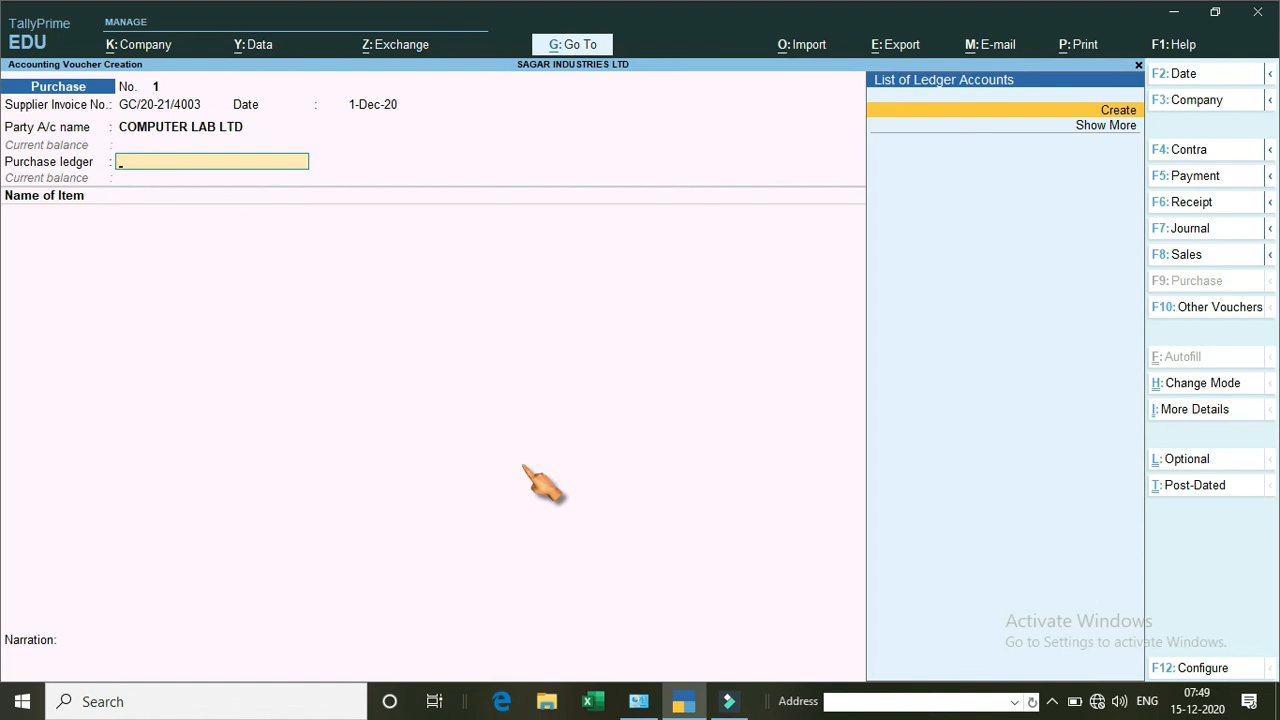 TallyPrime
EDU
MANAGE
K: Company
Y: Data
Z: Exchange
G: Go To
O: Import
E: Export
M: E-mail
P: Print
F1: Help
Accounting Voucher Creation
SAGAR INDUSTRIES LTD
Purchase No. 1
Supplier Invoice No.: GC/20-21/4003 Date : 1-Dec-20
Party A/c name : COMPUTER LAB LTD
Current balance :
Purchase ledger :
Current balance :
Name of Item
Narration:
List of Ledger Accounts
Create
Show More
F2: Date
F3: Company
F4: Contra
F5: Payment
F6: Receipt
F7: Journal
F8: Sales
F9: Purchase
F10: Other Vouchers
F: Autofill
H: Change Mode
I: More Details
L: Optional
T: Post-Dated
F12: Configure
Activate Windows
Go to Settings to activate Windows.
Search
Address
ENG
07:49
15-12-2020